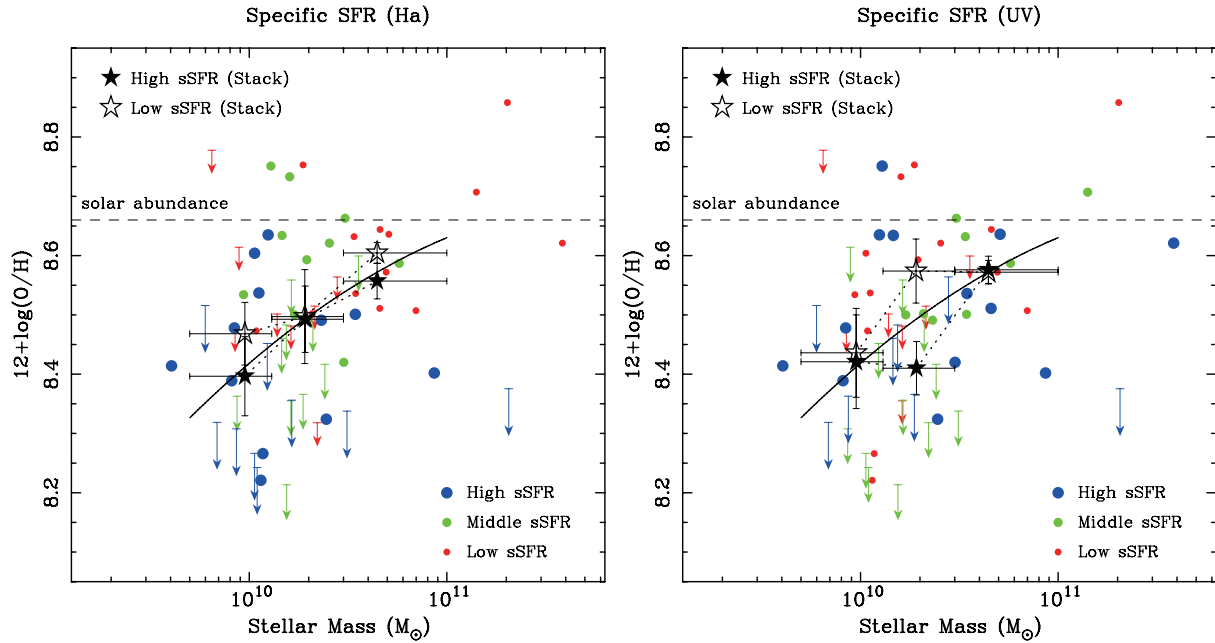 Specific SFR (Ha)
★ High sSFR (Stack)
☆ Low sSFR (Stack)
solar abundance
12+log(O/H)
8.8
8.6
8.4
8.2
High sSFR
Middle sSFR
Low sSFR
10^10
10^11
Stellar Mass (M⊙)
Specific SFR (UV)
★ High sSFR (Stack)
☆ Low sSFR (Stack)
solar abundance
12+log(O/H)
8.8
8.6
8.4
8.2
High sSFR
Middle sSFR
Low sSFR
10^10
10^11
Stellar Mass (M⊙)